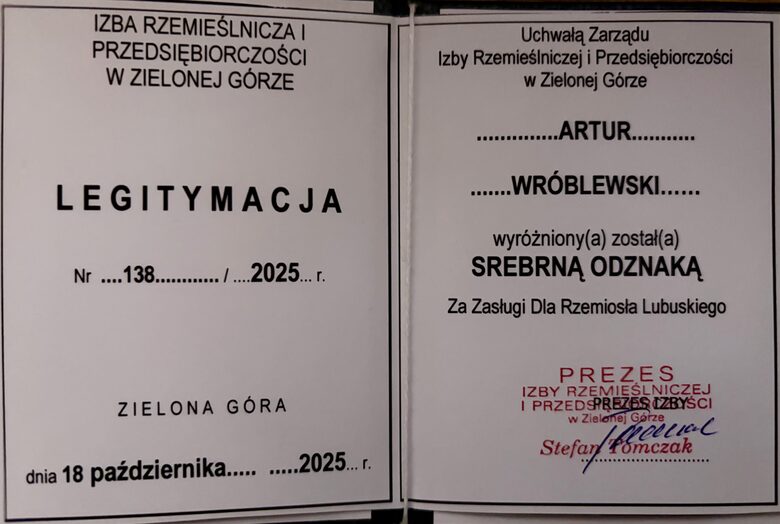 IZBA RZEMIEŚLNICZA I
PRZEDSIĘBIORCZOŚCI
W ZIELONEJ GÓRZE
LEGITYMACJA
Nr ....138............ / ....2025... r.
ZIELONA GÓRA
dnia 18 października..... .....2025... r.
Uchwałą Zarządu
Izby Rzemieślniczej i Przedsiębiorczości
w Zielonej Górze
..............ARTUR...........
.......WRÓBLEWSKI......
wyróżniony(a) został(a)
SREBRNĄ ODZNAKĄ
Za Zasługi Dla Rzemiosła Lubuskiego
PREZES
IZBY RZEMIEŚLNICZEJ
I PRZEDSIĘBIORCZOŚCI
PREZES IZBY
w Zielonej Górze
Stefan Tomczak